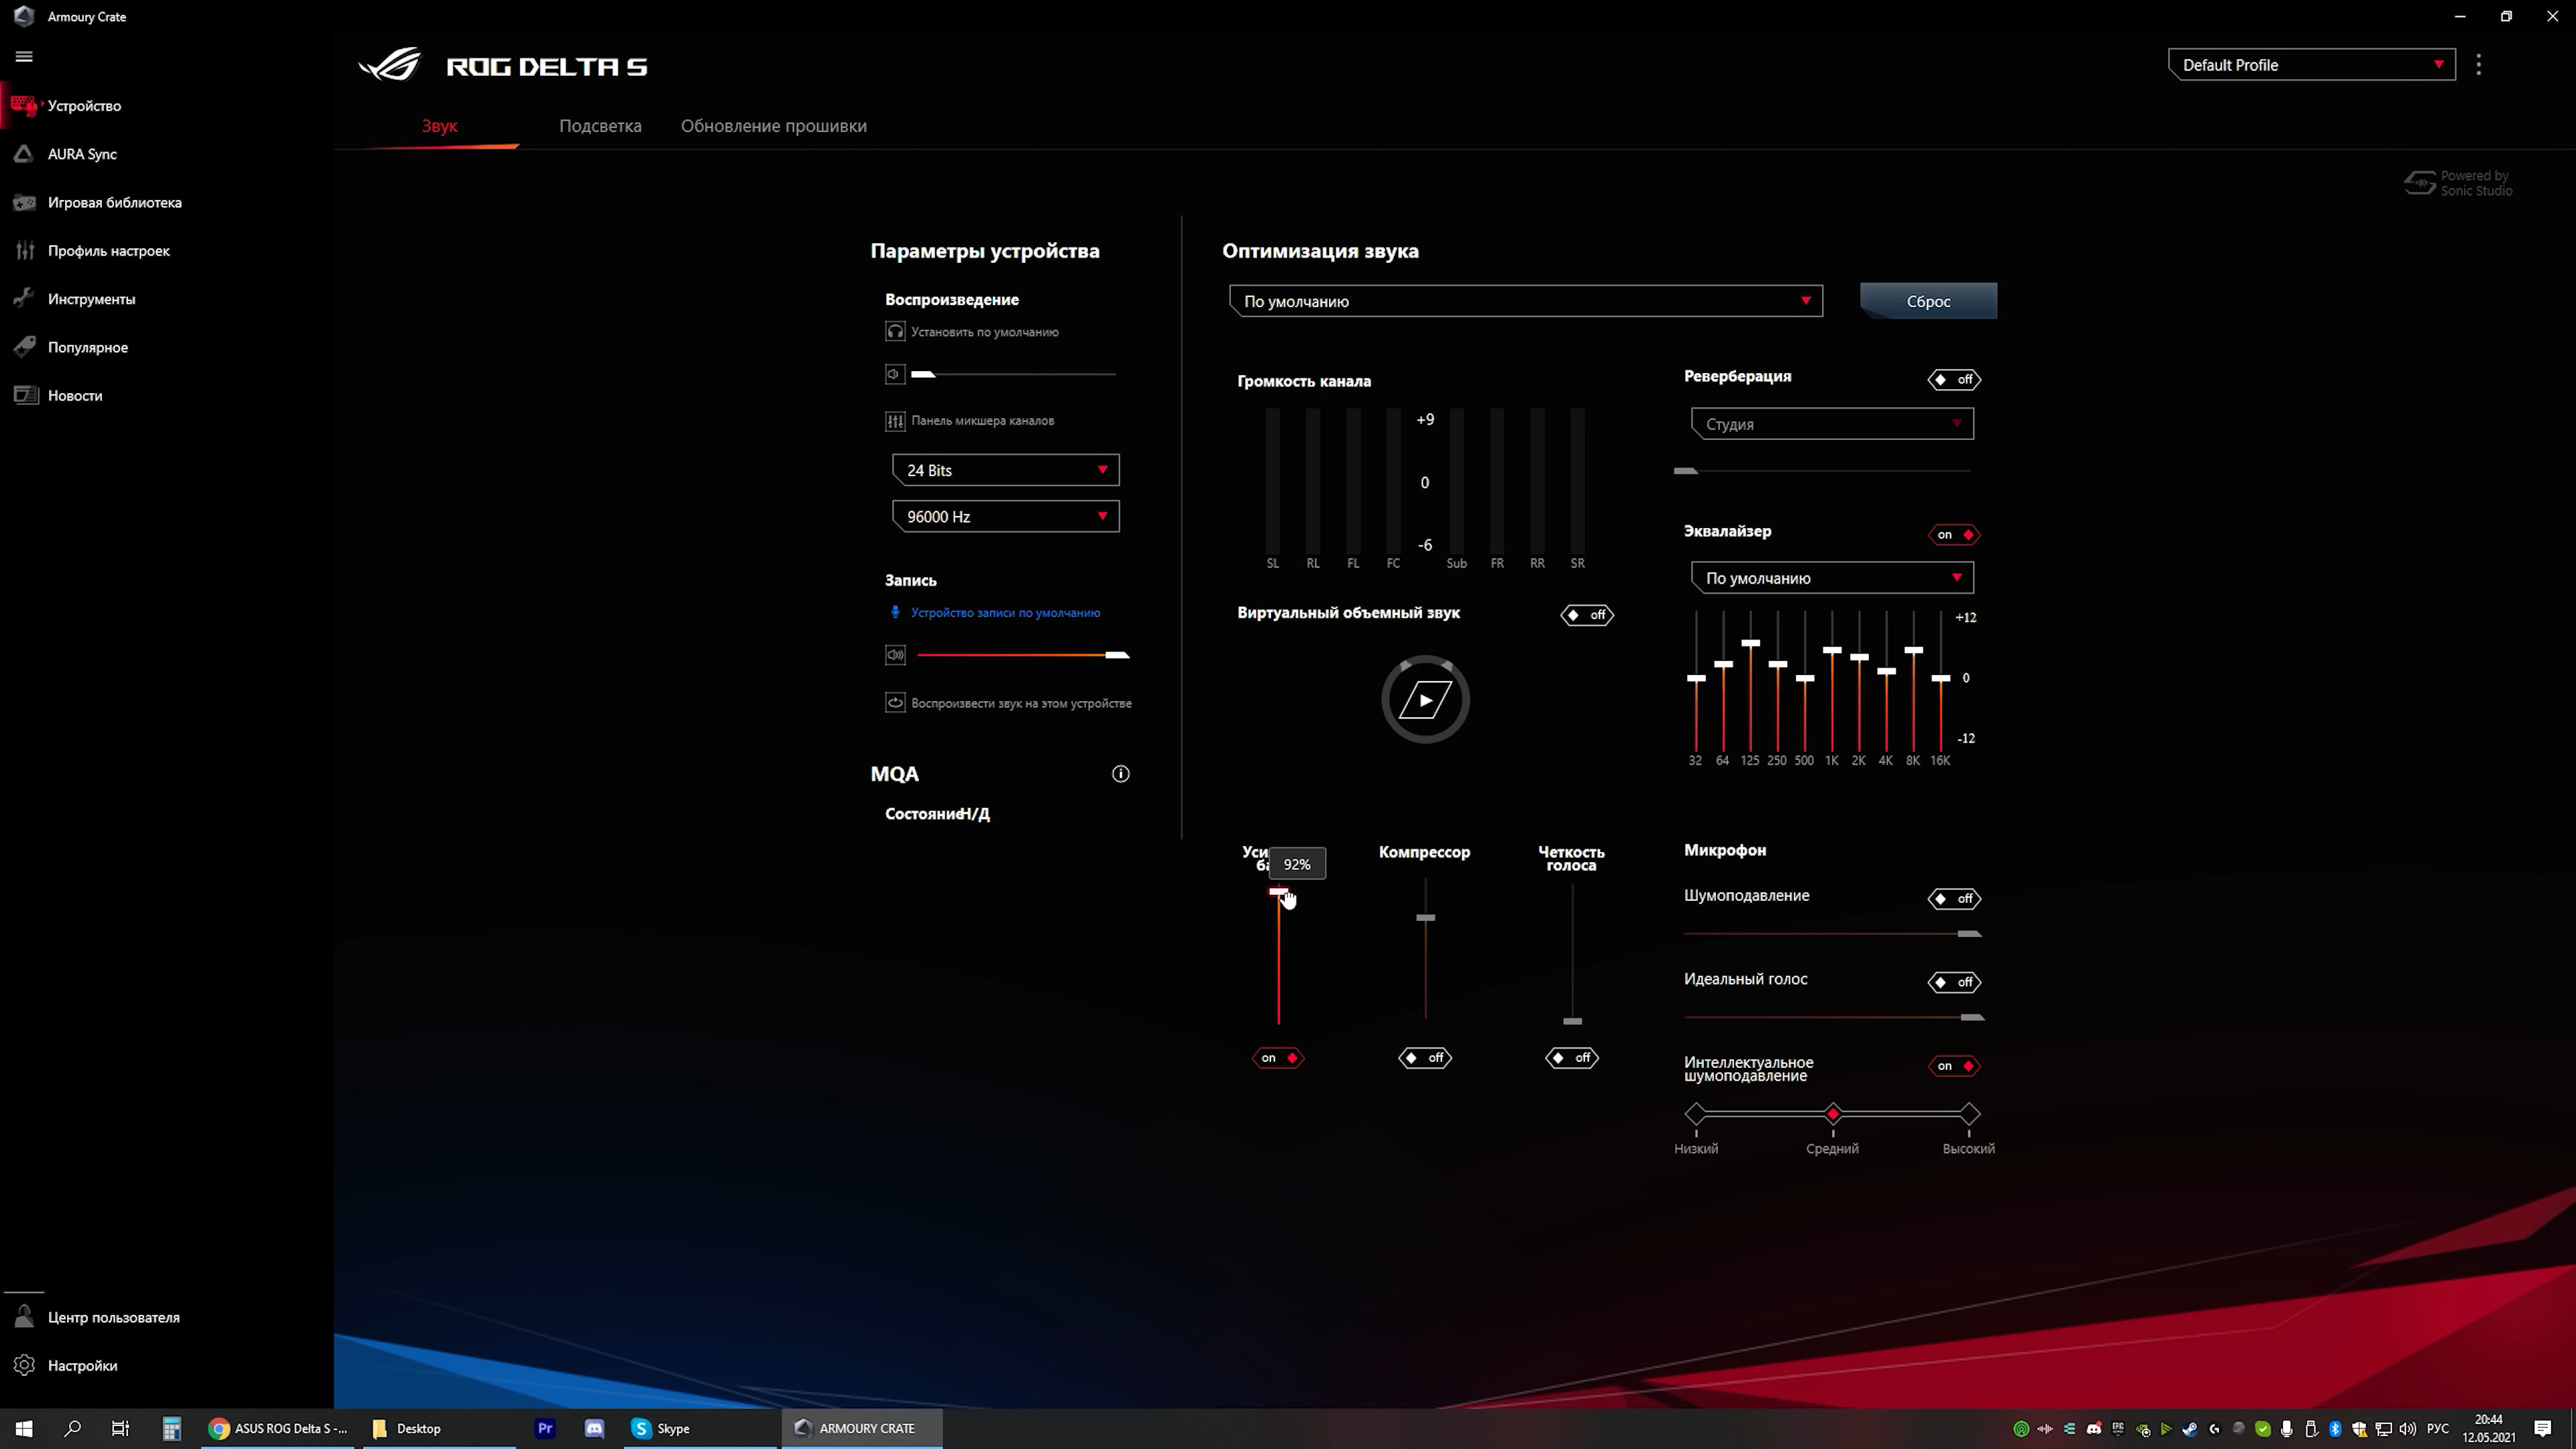 Armoury Crate
ROG DELTA S
Default Profile
Устройство
AURA Sync
Игровая библиотека
Профиль настроек
Инструменты
Популярное
Новости
Звук
Подсветка
Обновление прошивки
Powered by
Sonic Studio
Параметры устройства
Воспроизведение
Установить по умолчанию
Панель микшера каналов
24 Bits
96000 Hz
Запись
Устройство записи по умолчанию
Воспроизвести звук на этом устройстве
MQA
Состояние Н/Д
Оптимизация звука
По умолчанию
Сброс
Громкость канала
+9
0
-6
SL RL FL FC Sub FR RR SR
Виртуальный объемный звук
off
Реверберация
off
Студия
Эквалайзер
on
По умолчанию
+12
0
-12
32 64 125 250 500 1K 2K 4K 8K 16K
92%
on
Компрессор
off
Четкость
голоса
off
Микрофон
Шумоподавление
off
Идеальный голос
off
Интеллектуальное
шумоподавление
on
Низкий Средний Высокий
Центр пользователя
Настройки
ASUS ROG Delta S -...
Desktop
Pr
Skype
ARMOURY CRATE
РУС
20:44
12.05.2021